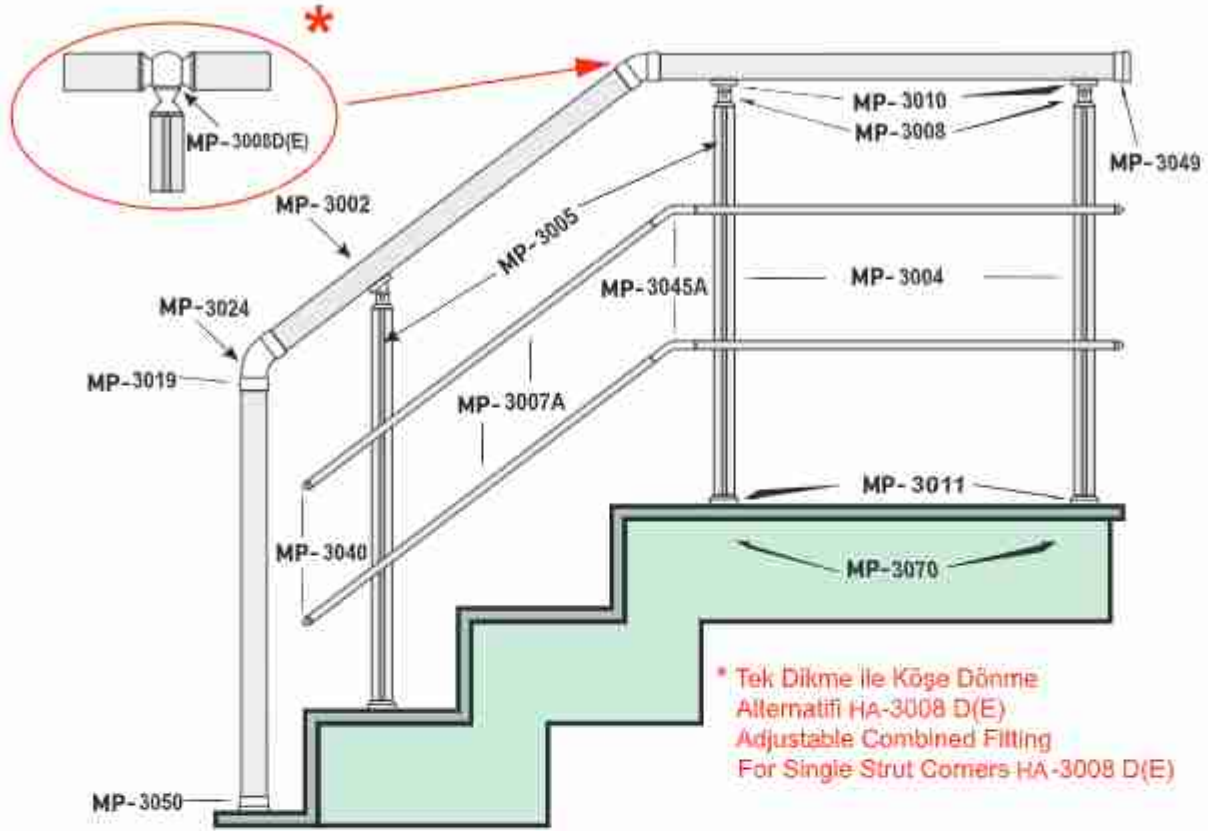 *
MP-3008D(E)
MP-3010
MP-3008
MP-3049
MP-3002
MP-3005
MP-3045A
MP-3004
MP-3024
MP-3019
MP-3007A
MP-3011
MP-3040
MP-3070
* Tek Dikme ile Köşe Dönme
Alternatifi HA-3008 D(E)
Adjustable Combined Fitting
For Single Strut Corners HA-3008 D(E)
MP-3050